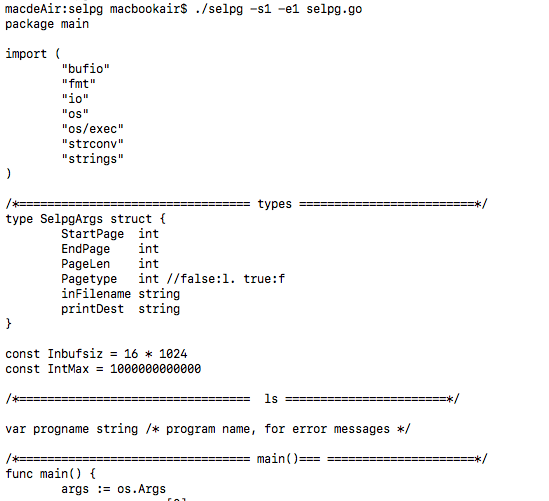 macdeAir:selpg macbookair$ ./selpg -s1 -e1 selpg.go
package main
import (
"bufio"
"fmt"
"io"
"os"
"os/exec"
"strconv"
"strings"
)
/*================================ types =========================*/
type SelpgArgs struct {
StartPage int
EndPage int
PageLen int
Pagetype int //false:l. true:f
inFilename string
printDest string
}
const Inbufsiz = 16 * 1024
const IntMax = 1000000000000
/*================================ ls =======================*/
var progname string /* program name, for error messages */
/*================================ main()=== =====================*/
func main() {
args := os.Args